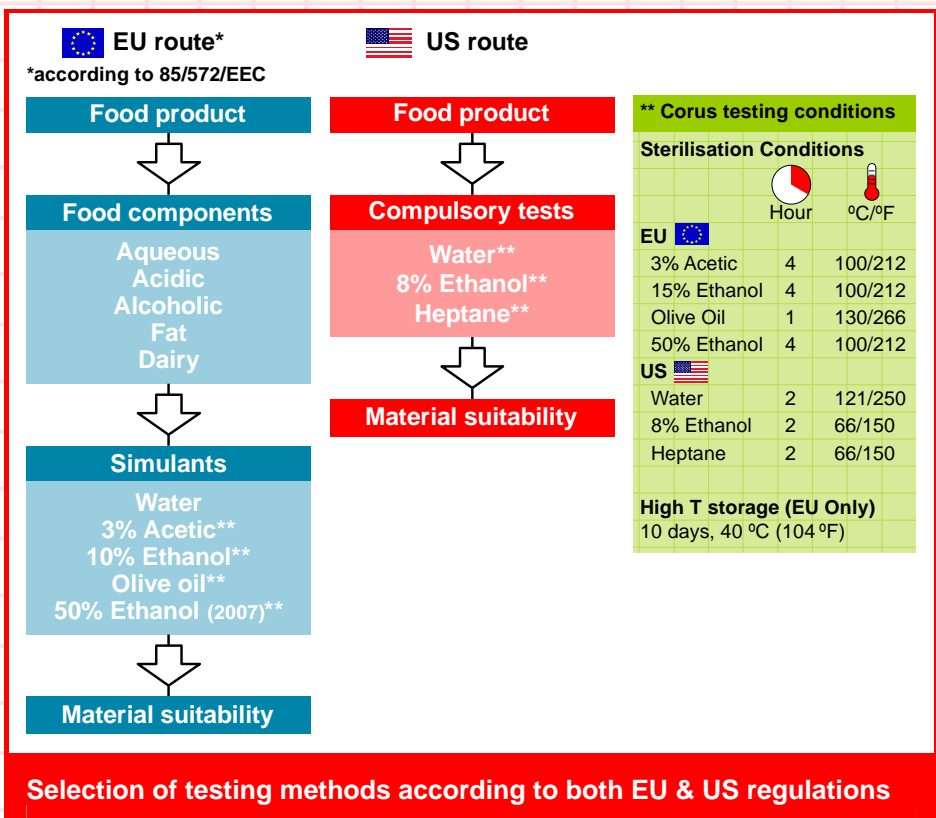 EU route*
*according to 85/572/EEC
Food product
Food components
Aqueous
Acidic
Alcoholic
Fat
Dairy
Simulants
Water
3% Acetic**
10% Ethanol**
Olive oil**
50% Ethanol (2007)**
Material suitability
US route
Food product
Compulsory tests
Water**
8% Ethanol**
Heptane**
Material suitability
** Corus testing conditions
Sterilisation Conditions
Hour ºC/ºF
EU
3% Acetic 4 100/212
15% Ethanol 4 100/212
Olive Oil 1 130/266
50% Ethanol 4 100/212
US
Water 2 121/250
8% Ethanol 2 66/150
Heptane 2 66/150
High T storage (EU Only)
10 days, 40 ºC (104 ºF)
Selection of testing methods according to both EU & US regulations